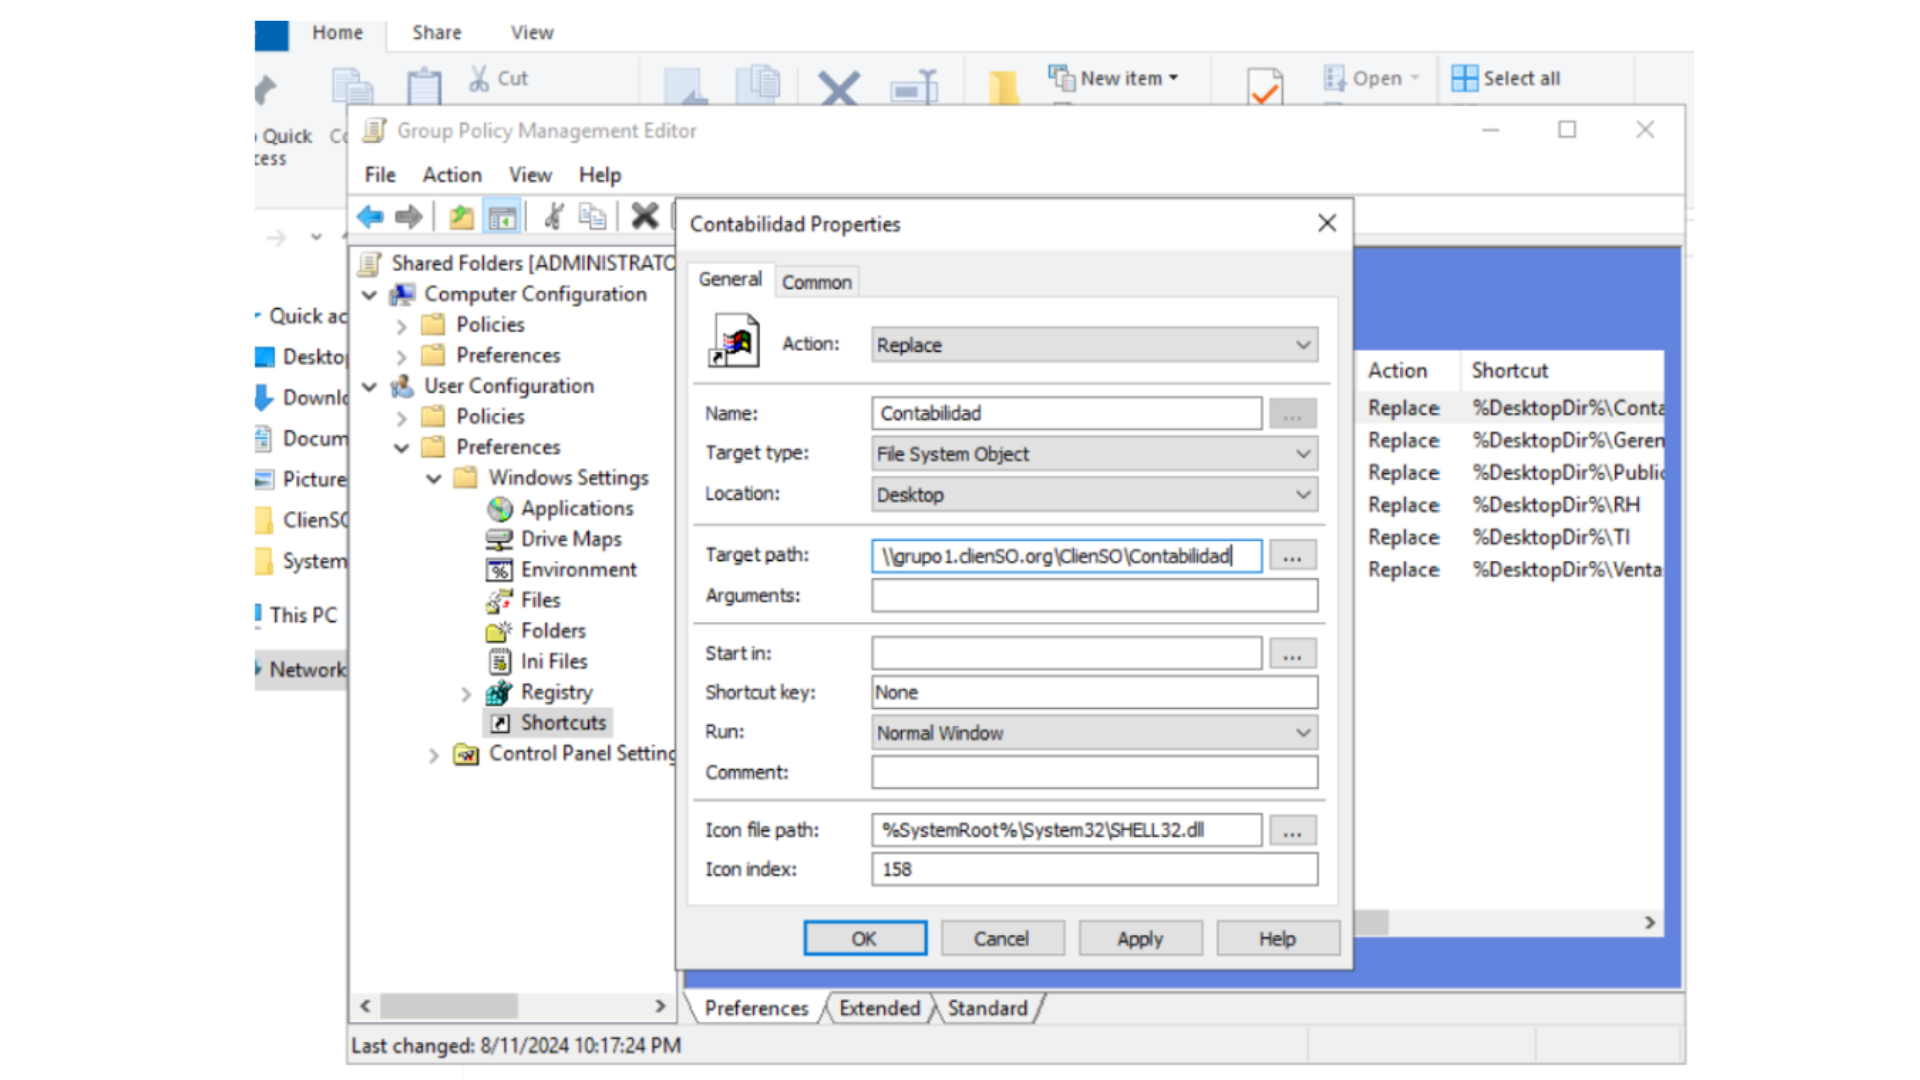 Home Share View
Cut
New item
Open
Select all
Quick
cess
Group Policy Management Editor
File Action View Help
Quick ac
Desktop
Downlo
Docum
Picture
ClienSO
System
This PC
Network
Shared Folders [ADMINISTRATO
Computer Configuration
Policies
Preferences
User Configuration
Policies
Preferences
Windows Settings
Applications
Drive Maps
Environment
Files
Folders
Ini Files
Registry
Shortcuts
Control Panel Setting
Contabilidad Properties
General Common
Action: Replace
Name: Contabilidad ...
Target type: File System Object
Location: Desktop
Target path: \\grupo1.clienSO.org\ClienSO\Contabilidad ...
Arguments:
Start in: ...
Shortcut key: None
Run: Normal Window
Comment:
Icon file path: %SystemRoot%\System32\SHELL32.dll ...
Icon index: 158
OK Cancel Apply Help
Action Shortcut
Replace %DesktopDir%\Conta
Replace %DesktopDir%\Geren
Replace %DesktopDir%\Public
Replace %DesktopDir%\RH
Replace %DesktopDir%\TI
Replace %DesktopDir%\Venta
Preferences Extended Standard
Last changed: 8/11/2024 10:17:24 PM